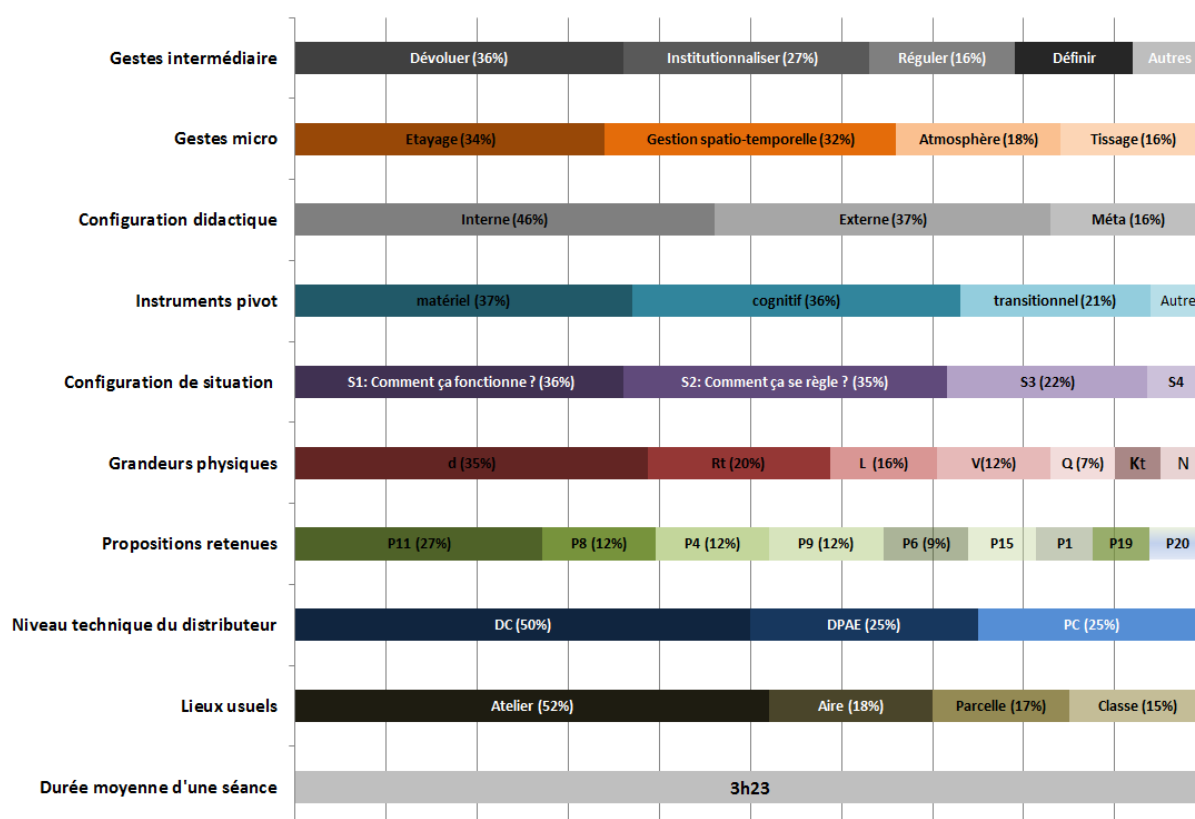 Gestes intermédiaire
Dévoluer (36%) Institutionnaliser (27%) Réguler (16%) Définir Autres
Gestes micro
Etayage (34%) Gestion spatio-temporelle (32%) Atmosphère (18%) Tissage (16%)
Configuration didactique
Interne (46%) Externe (37%) Méta (16%)
Instruments pivot
matériel (37%) cognitif (36%) transitionnel (21%) Autre
Configuration de situation
S1: Comment ça fonctionne ? (36%) S2: Comment ça se règle ? (35%) S3 (22%) S4
Grandeurs physiques
d (35%) Rt (20%) L (16%) V(12%) Q (7%) Kt N
Propositions retenues
P11 (27%) P8 (12%) P4 (12%) P9 (12%) P6 (9%) P15 P1 P19 P20
Niveau technique du distributeur
DC (50%) DPAE (25%) PC (25%)
Lieux usuels
Atelier (52%) Aire (18%) Parcelle (17%) Classe (15%)
Durée moyenne d'une séance
3h23